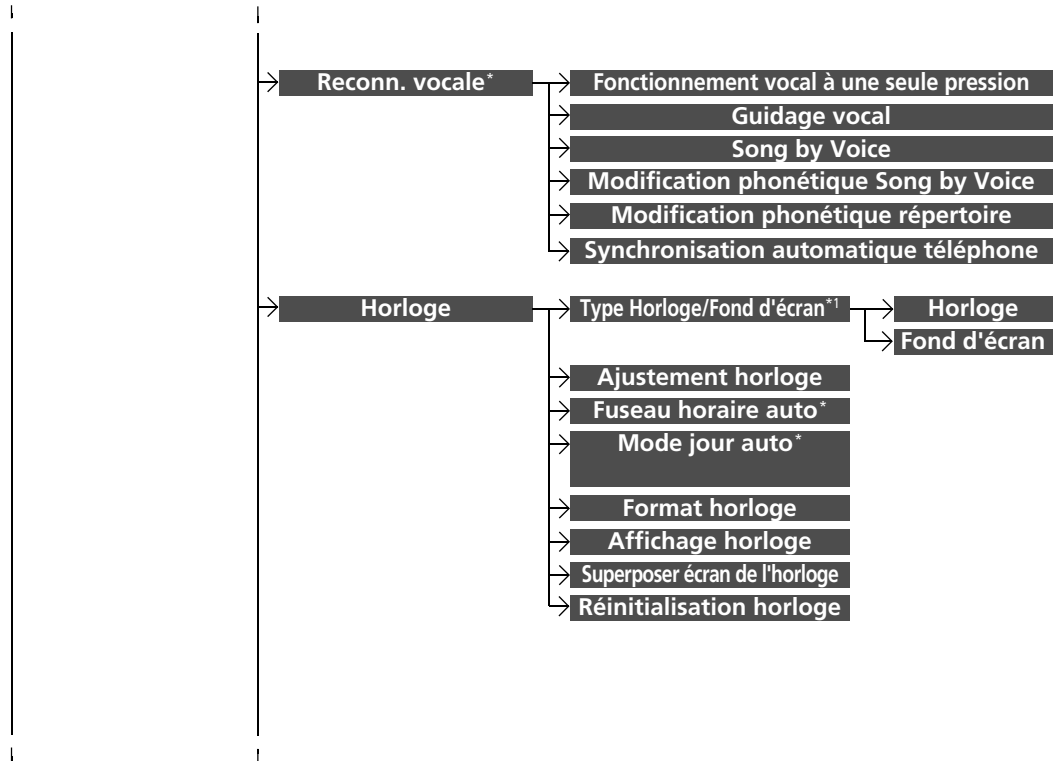 Reconn. vocale*
Fonctionnement vocal à une seule pression
Guidage vocal
Song by Voice
Modification phonétique Song by Voice
Modification phonétique répertoire
Synchronisation automatique téléphone
Horloge
Type Horloge/Fond d'écran*1
Horloge
Fond d'écran
Ajustement horloge
Fuseau horaire auto*
Mode jour auto*
Format horloge
Affichage horloge
Superposer écran de l'horloge
Réinitialisation horloge